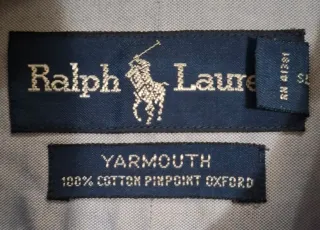 Ralph Laure
RN 41381
YARMOUTH
100% COTTON PINPOINT OXFORD